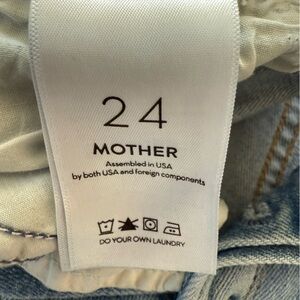 24
MOTHER
Assembled in USA
by both USA and foreign components
DO YOUR OWN LAUNDRY